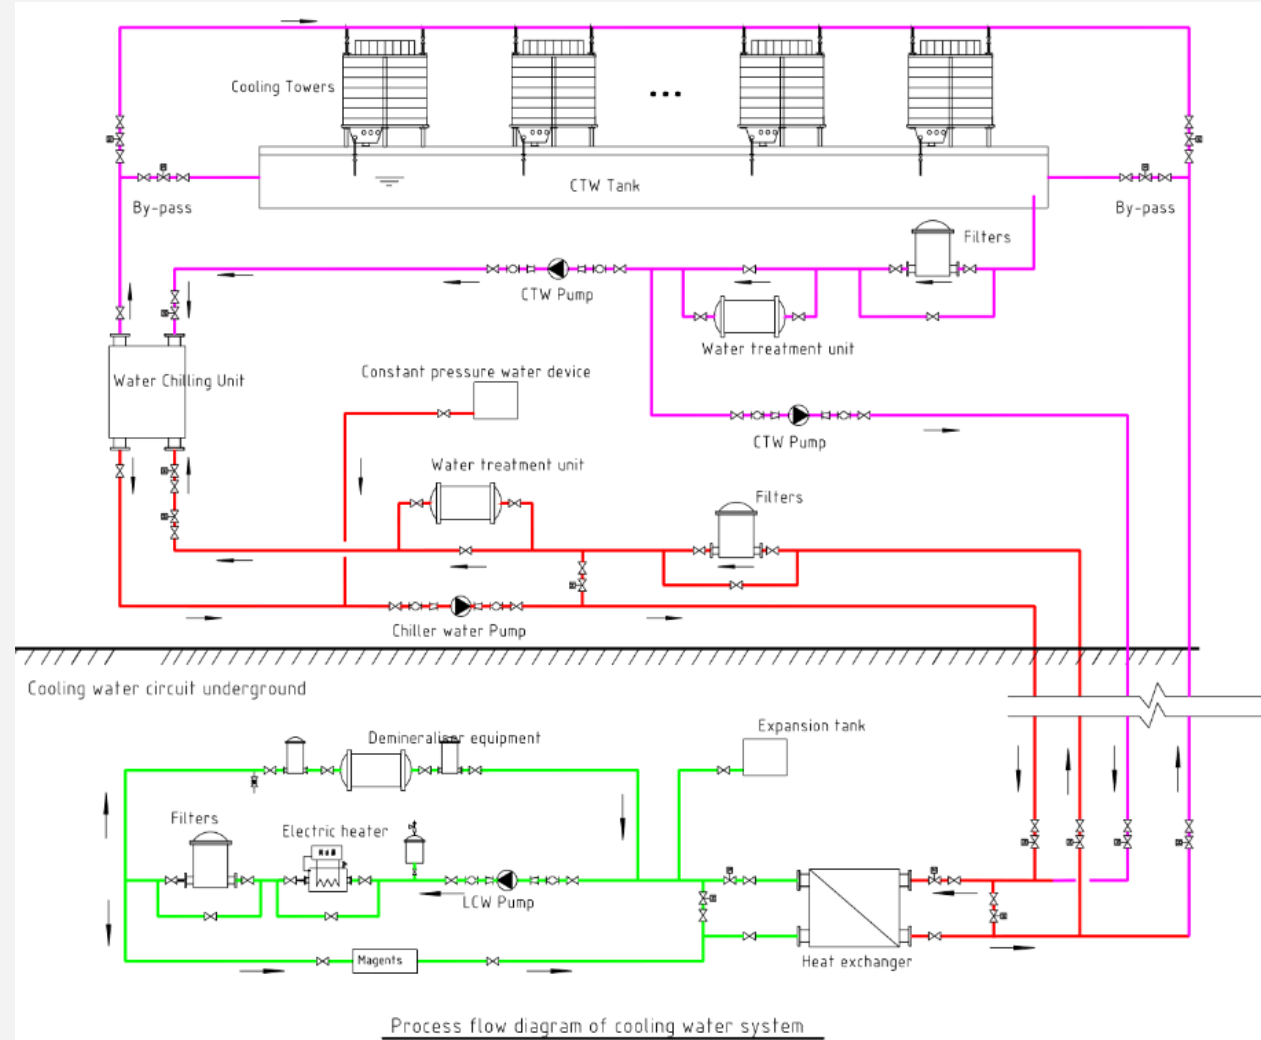 Cooling Towers
...
CTW Tank
By-pass
By-pass
Filters
CTW Pump
Water treatment unit
Constant pressure water device
Water Chilling Unit
CTW Pump
Water treatment unit
Filters
Chiller water Pump
Cooling water circuit underground
Expansion tank
Demineraliser equipment
Filters
Electric heater
LCW Pump
Magents
Heat exchanger
Process flow diagram of cooling water system